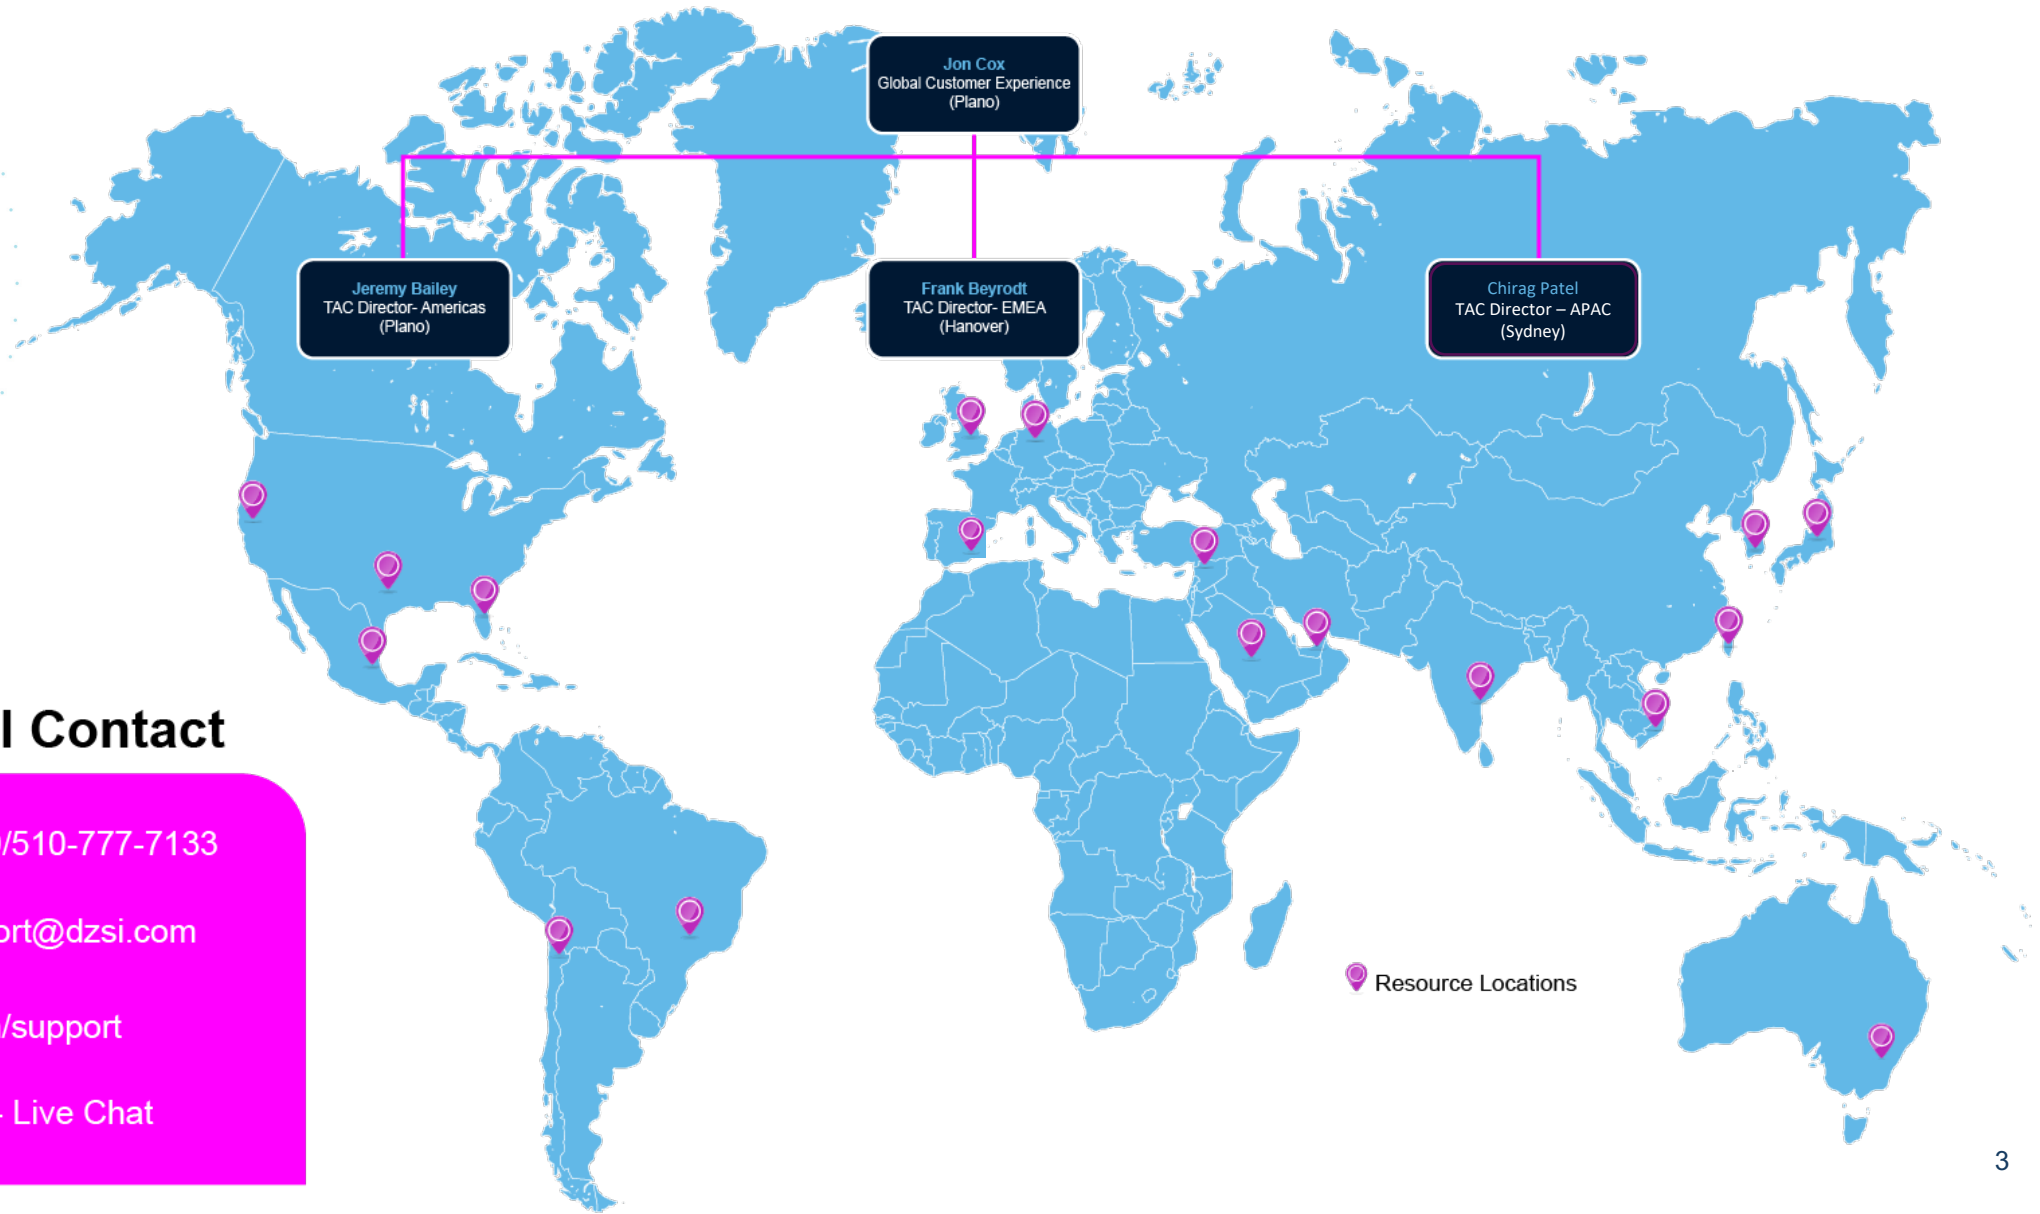 Jon Cox
Global Customer Experience
(Plano)
Jeremy Bailey
TAC Director- Americas
(Plano)
Frank Beyrodt
TAC Director- EMEA
(Hanover)
Chirag Patel
TAC Director – APAC
(Sydney)
l Contact
/510-777-7133
ort@dzsi.com
/support
- Live Chat
Resource Locations
3